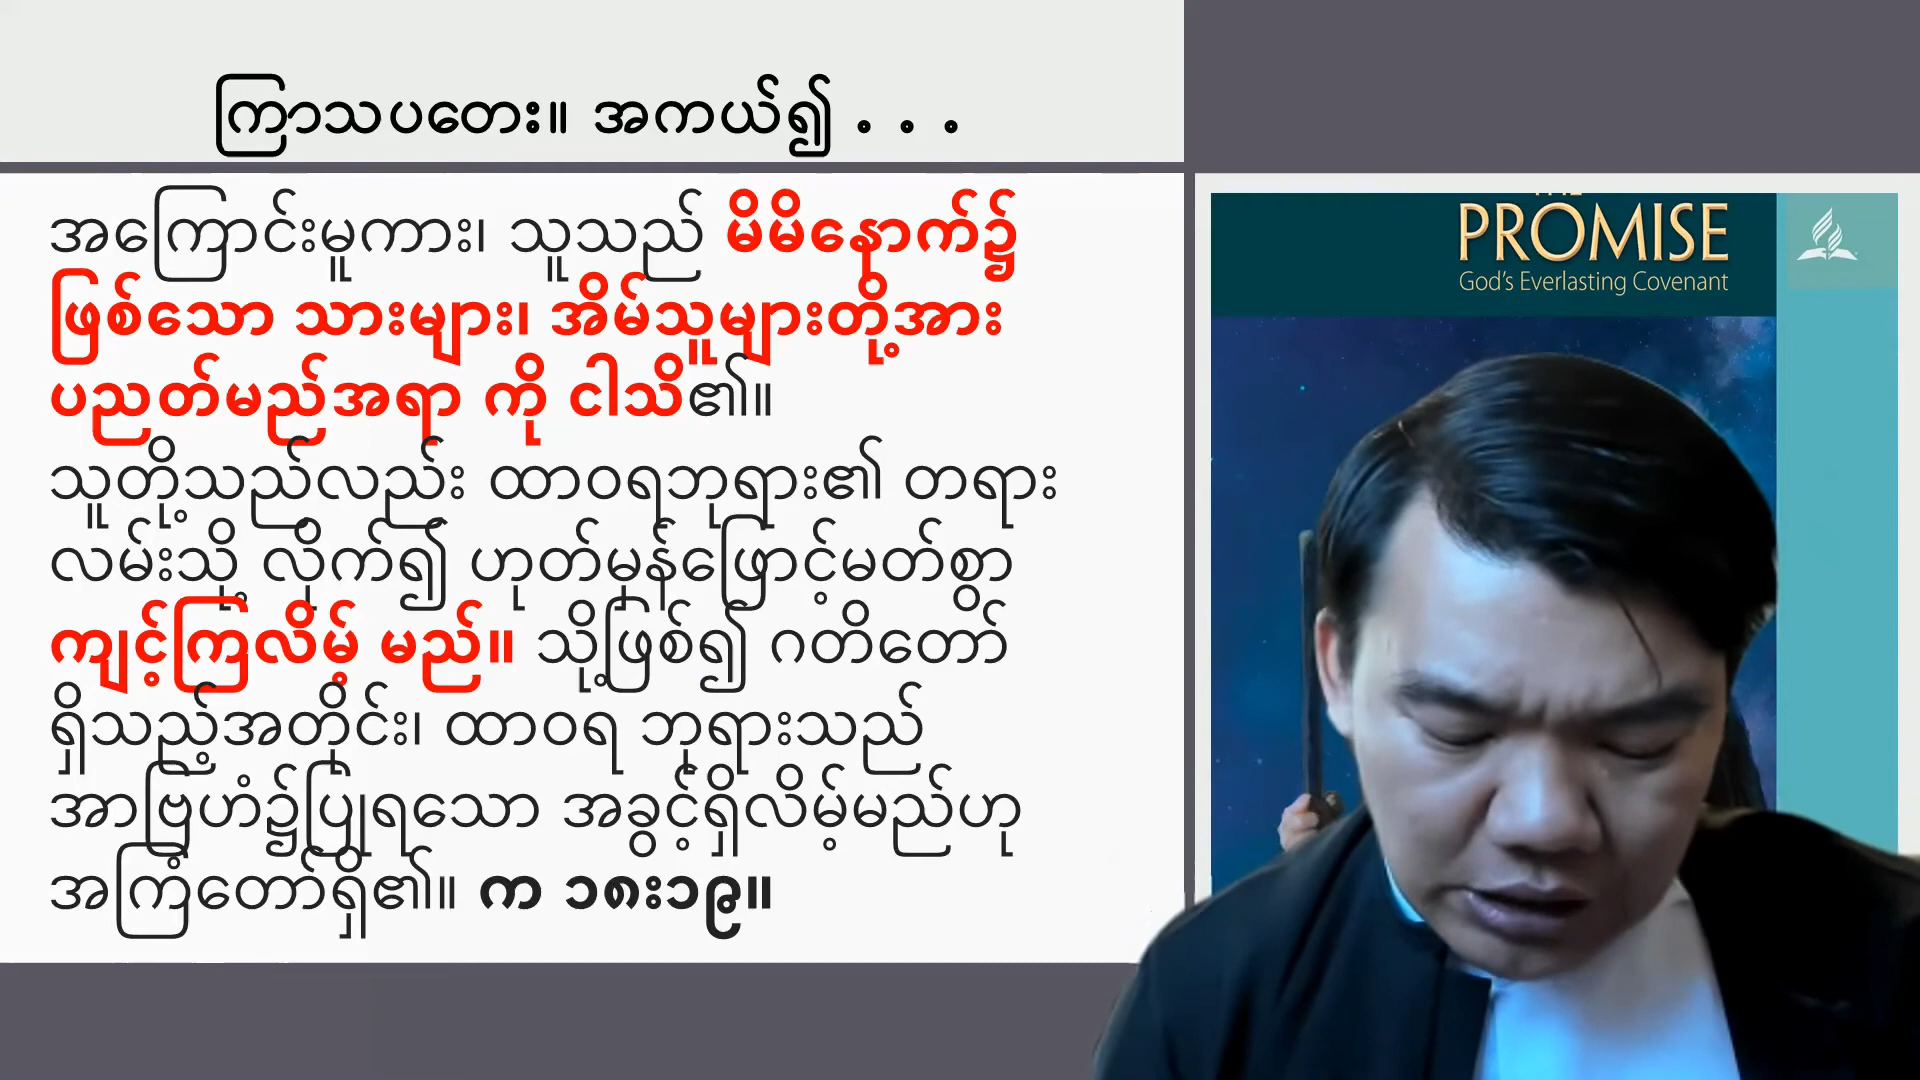 ကြာသပတေး။ အကယ်၍ . . .
အကြောင်းမူကား၊ သူသည် မိမိနောက်၌
ဖြစ်သော သားများ၊ အိမ်သူများတို့အား
ပညတ်မည်အရာ ကို ငါသိ၏။
သူတို့သည်လည်း ထာဝရဘုရား၏ တရား
လမ်းသို့ လိုက်၍ ဟုတ်မှန်ဖြောင့်မတ်စွာ
ကျင့်ကြလိမ့် မည်။ သို့ဖြစ်၍ ဂတိတော်
ရှိသည့်အတိုင်း၊ ထာဝရ ဘုရားသည်
အာဗြဟံ၌ပြုရသော အခွင့်ရှိလိမ့်မည်ဟု
အကြံတော်ရှိ၏။ က ၁၈း၁၉။
PROMISE
God's Everlasting Covenant